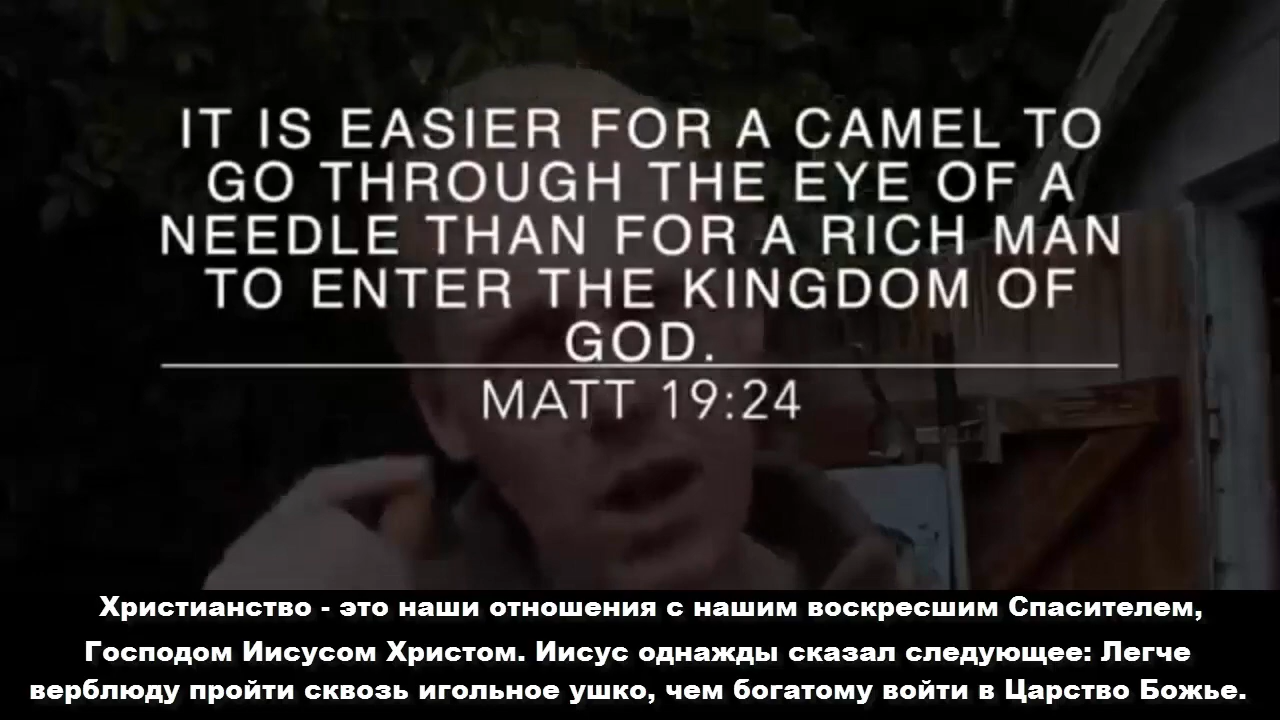 IT IS EASIER FOR A CAMEL TO
GO THROUGH THE EYE OF A
NEEDLE THAN FOR A RICH MAN
TO ENTER THE KINGDOM OF
GOD.
MATT 19:24
Христианство - это наши отношения с нашим воскресшим Спасителем,
Господом Иисусом Христом. Иисус однажды сказал следующее: Легче
верблюду пройти сквозь игольное ушко, чем богатому войти в Царство Божье.